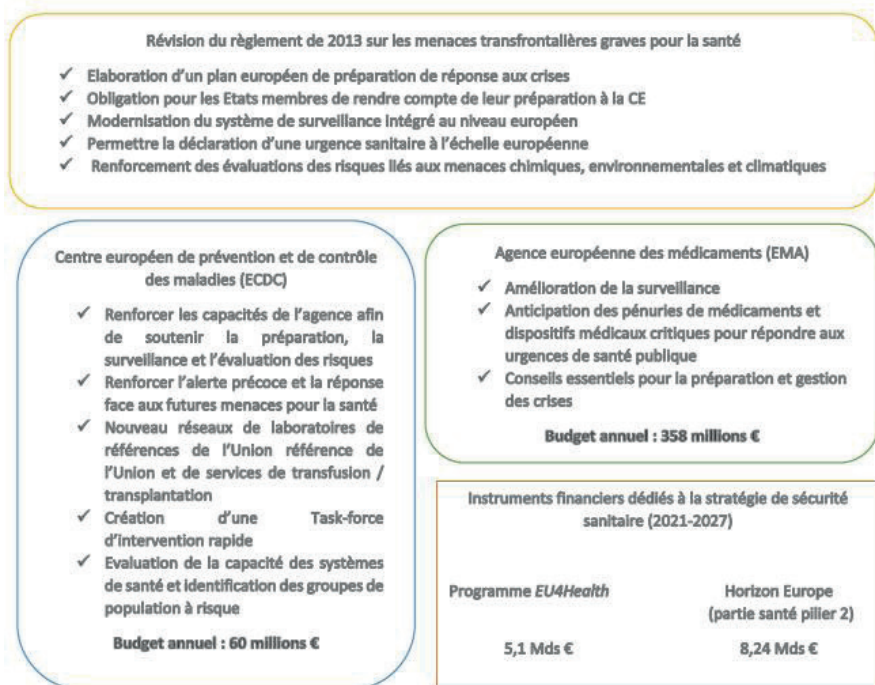 Révision du règlement de 2013 sur les menaces transfrontalières graves pour la santé
✓ Elaboration d'un plan européen de préparation de réponse aux crises
✓ Obligation pour les Etats membres de rendre compte de leur préparation à la CE
✓ Modernisation du système de surveillance intégré au niveau européen
✓ Permettre la déclaration d'une urgence sanitaire à l'échelle européenne
✓ Renforcement des évaluations des risques liés aux menaces chimiques, environnementales et climatiques
Centre européen de prévention et de contrôle
des maladies (ECDC)
✓ Renforcer les capacités de l'agence afin
de soutenir la préparation, la
surveillance et l'évaluation des risques
✓ Renforcer l'alerte précoce et la réponse
face aux futures menaces pour la santé
✓ Nouveau réseaux de laboratoires de
références de l'Union référence de
l'Union et de services de transfusion /
transplantation
✓ Création d'une Task-force
d'intervention rapide
✓ Evaluation de la capacité des systèmes
de santé et identification des groupes de
population à risque
Budget annuel : 60 millions €
Agence européenne des médicaments (EMA)
✓ Amélioration de la surveillance
✓ Anticipation des pénuries de médicaments et
dispositifs médicaux critiques pour répondre aux
urgences de santé publique
✓ Conseils essentiels pour la préparation et gestion
des crises
Budget annuel : 358 millions €
Instruments financiers dédiés à la stratégie de sécurité
sanitaire (2021-2027)
Programme EU4Health
5,1 Mds €
Horizon Europe
(partie santé pilier 2)
8,24 Mds €